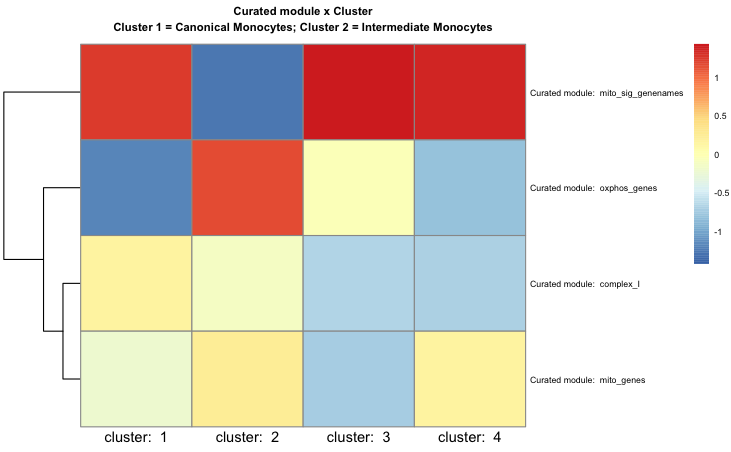 Curated module x Cluster
Cluster 1 = Canonical Monocytes; Cluster 2 = Intermediate Monocytes
Curated module: mito_sig_genenames
Curated module: oxphos_genes
Curated module: complex_I
Curated module: mito_genes
cluster: 1
cluster: 2
cluster: 3
cluster: 4
1
0.5
0
-0.5
-1